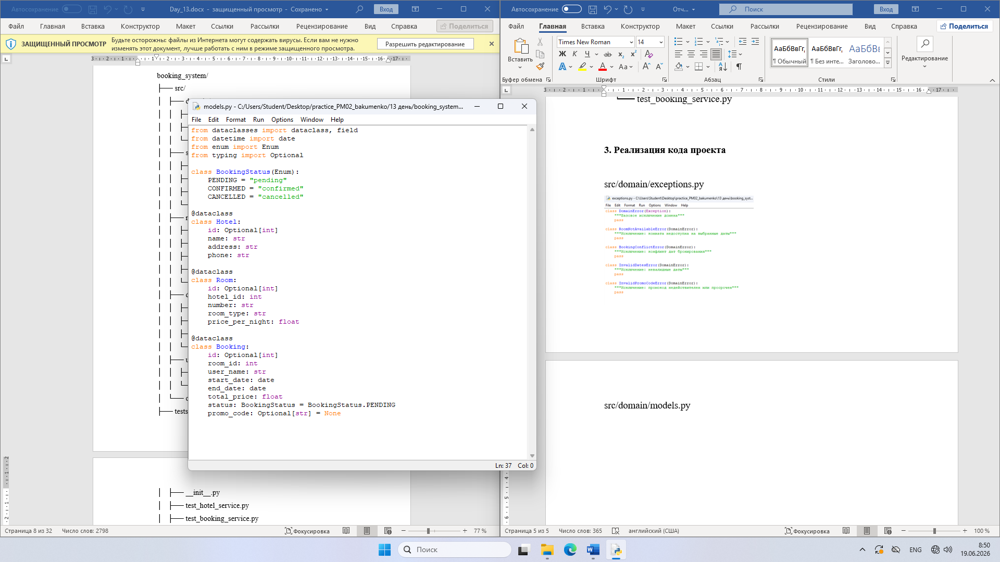 Автосохранение
Day_13.docx - защищенный просмотр - Сохранено
Вход
Файл Главная Вставка Конструктор Макет Ссылки Рассылки Рецензирование Вид Справка Поделиться
ЗАЩИЩЕННЫЙ ПРОСМОТР
Будьте осторожны: файлы из Интернета могут содержать вирусы. Если вам не нужно
изменять этот документ, лучше работать с ним в режиме защищенного просмотра.
Разрешить редактирование
booking_system/
├── src/
├── tests
│ ├── __init__.py
│ ├── test_hotel_service.py
│ ├── test_booking_service.py
Страница 8 из 32 Число слов: 2798 Фокусировка 77 %
models.py - C:/Users/Student/Desktop/practice_PM02_bakumenko/13 день/booking_system...
File Edit Format Run Options Window Help
from dataclasses import dataclass, field
from datetime import date
from enum import Enum
from typing import Optional
class BookingStatus(Enum):
PENDING = "pending"
CONFIRMED = "confirmed"
CANCELLED = "cancelled"
@dataclass
class Hotel:
id: Optional[int]
name: str
address: str
phone: str
@dataclass
class Room:
id: Optional[int]
hotel_id: int
number: str
room_type: str
price_per_night: float
@dataclass
class Booking:
id: Optional[int]
room_id: int
user_name: str
start_date: date
end_date: date
total_price: float
status: BookingStatus = BookingStatus.PENDING
promo_code: Optional[str] = None
Ln: 37 Col: 0
Автосохранение
Отч...
Поиск
Вход
Файл Главная Вставка Конструктор Макет Ссылки Рассылки Рецензирование Вид Справка Поделиться
Вставить
Times New Roman 14
Ж К Ч ab x₂ x²
Aa
АаБбВвГг, АаБбВвГг, АаБбВв
¶ Обычный ¶ Без инте... Заголово...
Редактирование
Буфер обмена Шрифт Абзац Стили
└── test_booking_service.py
3. Реализация кода проекта
src/domain/exceptions.py
exceptions.py - C:\Users\Student\Desktop\practice_PM02_bakumenko\13 день\booking_syst...
File Edit Format Run Options Window Help
class DomainError(Exception):
"""Базовое исключение домена"""
pass
class RoomNotAvailableError(DomainError):
"""Исключение: комната недоступна на выбранные даты"""
pass
class BookingConflictError(DomainError):
"""Исключение: конфликт дат бронирования"""
pass
class InvalidDatesError(DomainError):
"""Исключение: невалидные даты"""
pass
class InvalidPromoCodeError(DomainError):
"""Исключение: промокод недействителен или просрочен"""
pass
src/domain/models.py
Страница 5 из 5 Число слов: 365 английский (США) Фокусировка 100 %
Поиск
ENG
8:50
19.06.2026